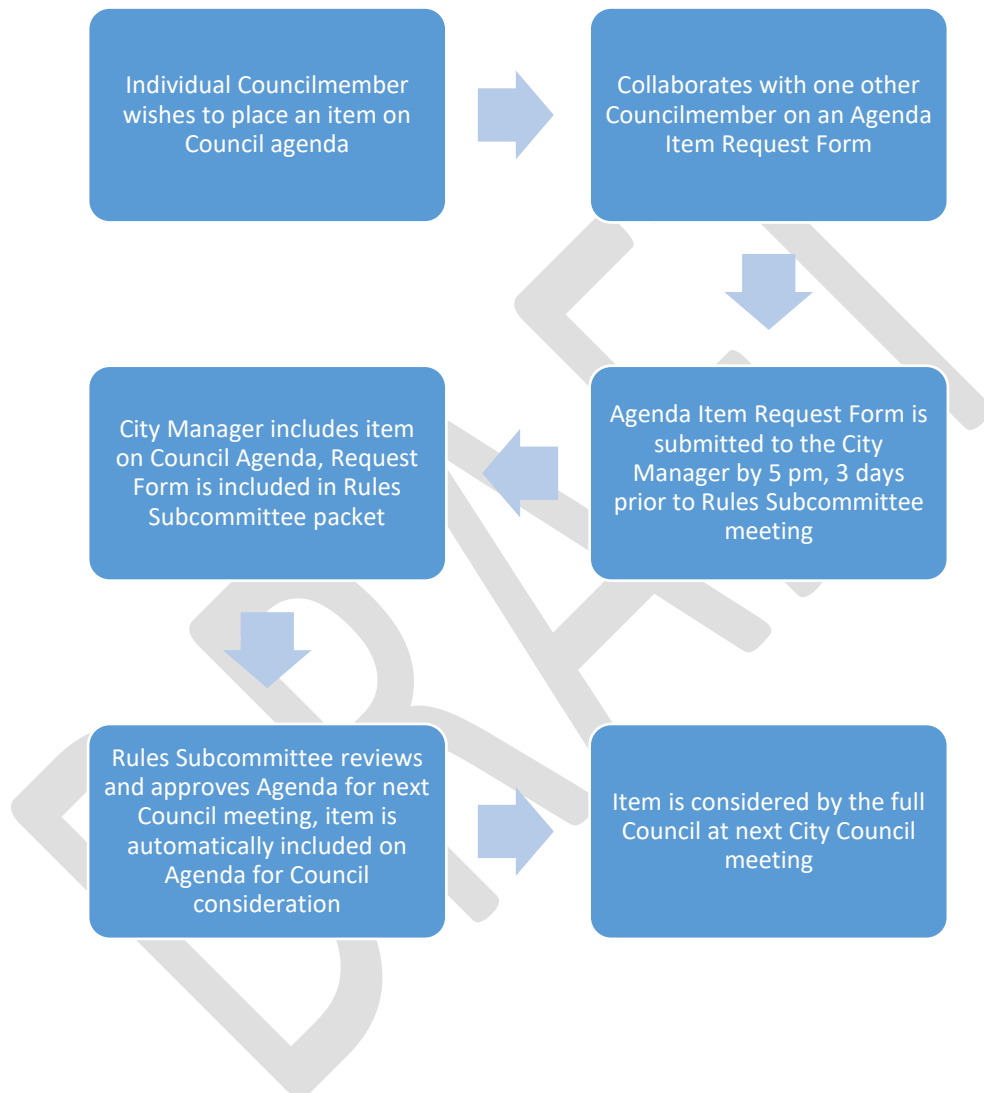 Individual Councilmember
wishes to place an item on
Council agenda
Collaborates with one other
Councilmember on an Agenda
Item Request Form
Agenda Item Request Form is
submitted to the City
Manager by 5 pm, 3 days
prior to Rules Subcommittee
meeting
City Manager includes item
on Council Agenda, Request
Form is included in Rules
Subcommittee packet
Rules Subcommittee reviews
and approves Agenda for next
Council meeting, item is
automatically included on
Agenda for Council
consideration
Item is considered by the full
Council at next City Council
meeting
DRAFT